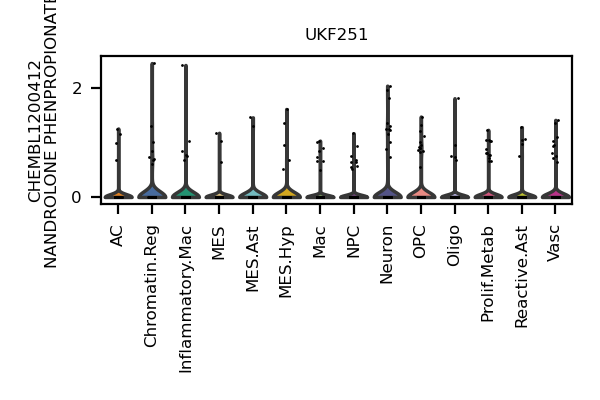 UKF251
CHEMBL1200412
NANDROLONE PHENPROPIONATE
2
0
AC
Chromatin.Reg
Inflammatory.Mac
MES
MES.Ast
MES.Hyp
Mac
NPC
Neuron
OPC
Oligo
Prolif.Metab
Reactive.Ast
Vasc